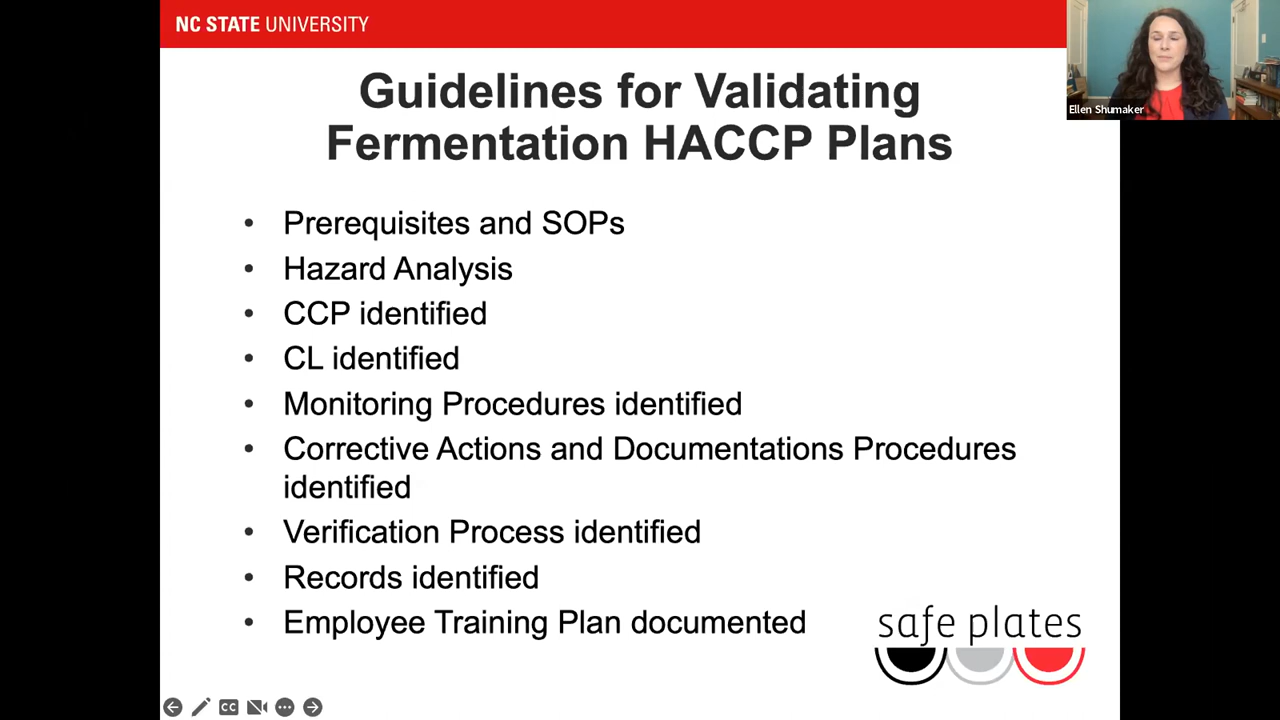 NC STATE UNIVERSITY
Ellen Shumaker
Guidelines for Validating
Fermentation HACCP Plans
• Prerequisites and SOPs
• Hazard Analysis
• CCP identified
• CL identified
• Monitoring Procedures identified
• Corrective Actions and Documentations Procedures
identified
• Verification Process identified
• Records identified
• Employee Training Plan documented
safe plates
CC